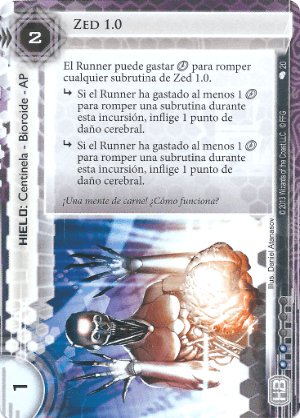 ZED 1.0
2
El Runner puede gastar para romper
cualquier subrutina de Zed 1.0.
↳ Si el Runner ha gastado al menos 1
para romper una subrutina durante
esta incursión, inflige 1 punto de
daño cerebral.
↳ Si el Runner ha gastado al menos 1
para romper una subrutina durante
esta incursión, inflige 1 punto de
daño cerebral.
¡Una mente de carne! ¿Cómo funciona?
HIELO: Centinela - Bioroide - AP
20
© 2013 Wizards of the Coast LLC. © FFG
Illus. Daniel Atanasov
HB
1